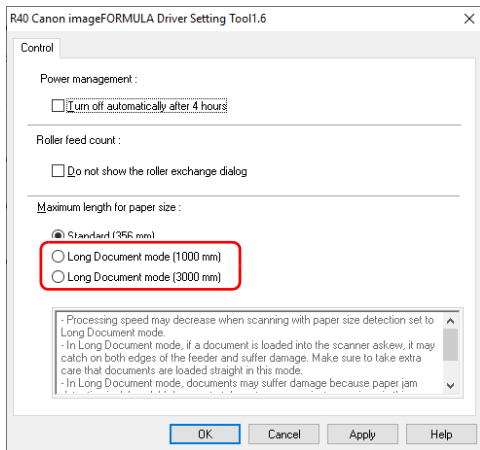 R40 Canon imageFORMULA Driver Setting Tool1.6
Control
Power management :
Turn off automatically after 4 hours
Roller feed count :
Do not show the roller exchange dialog
Maximum length for paper size :
Standard (356 mm)
Long Document mode (1000 mm)
Long Document mode (3000 mm)
- Processing speed may decrease when scanning with paper size detection set to
Long Document mode.
- In Long Document mode, if a document is loaded into the scanner askew, it may
catch on both edges of the feeder and suffer damage. Make sure to take extra
care that documents are loaded straight in this mode.
- In Long Document mode, documents may suffer damage because paper jam
OK Cancel Apply Help